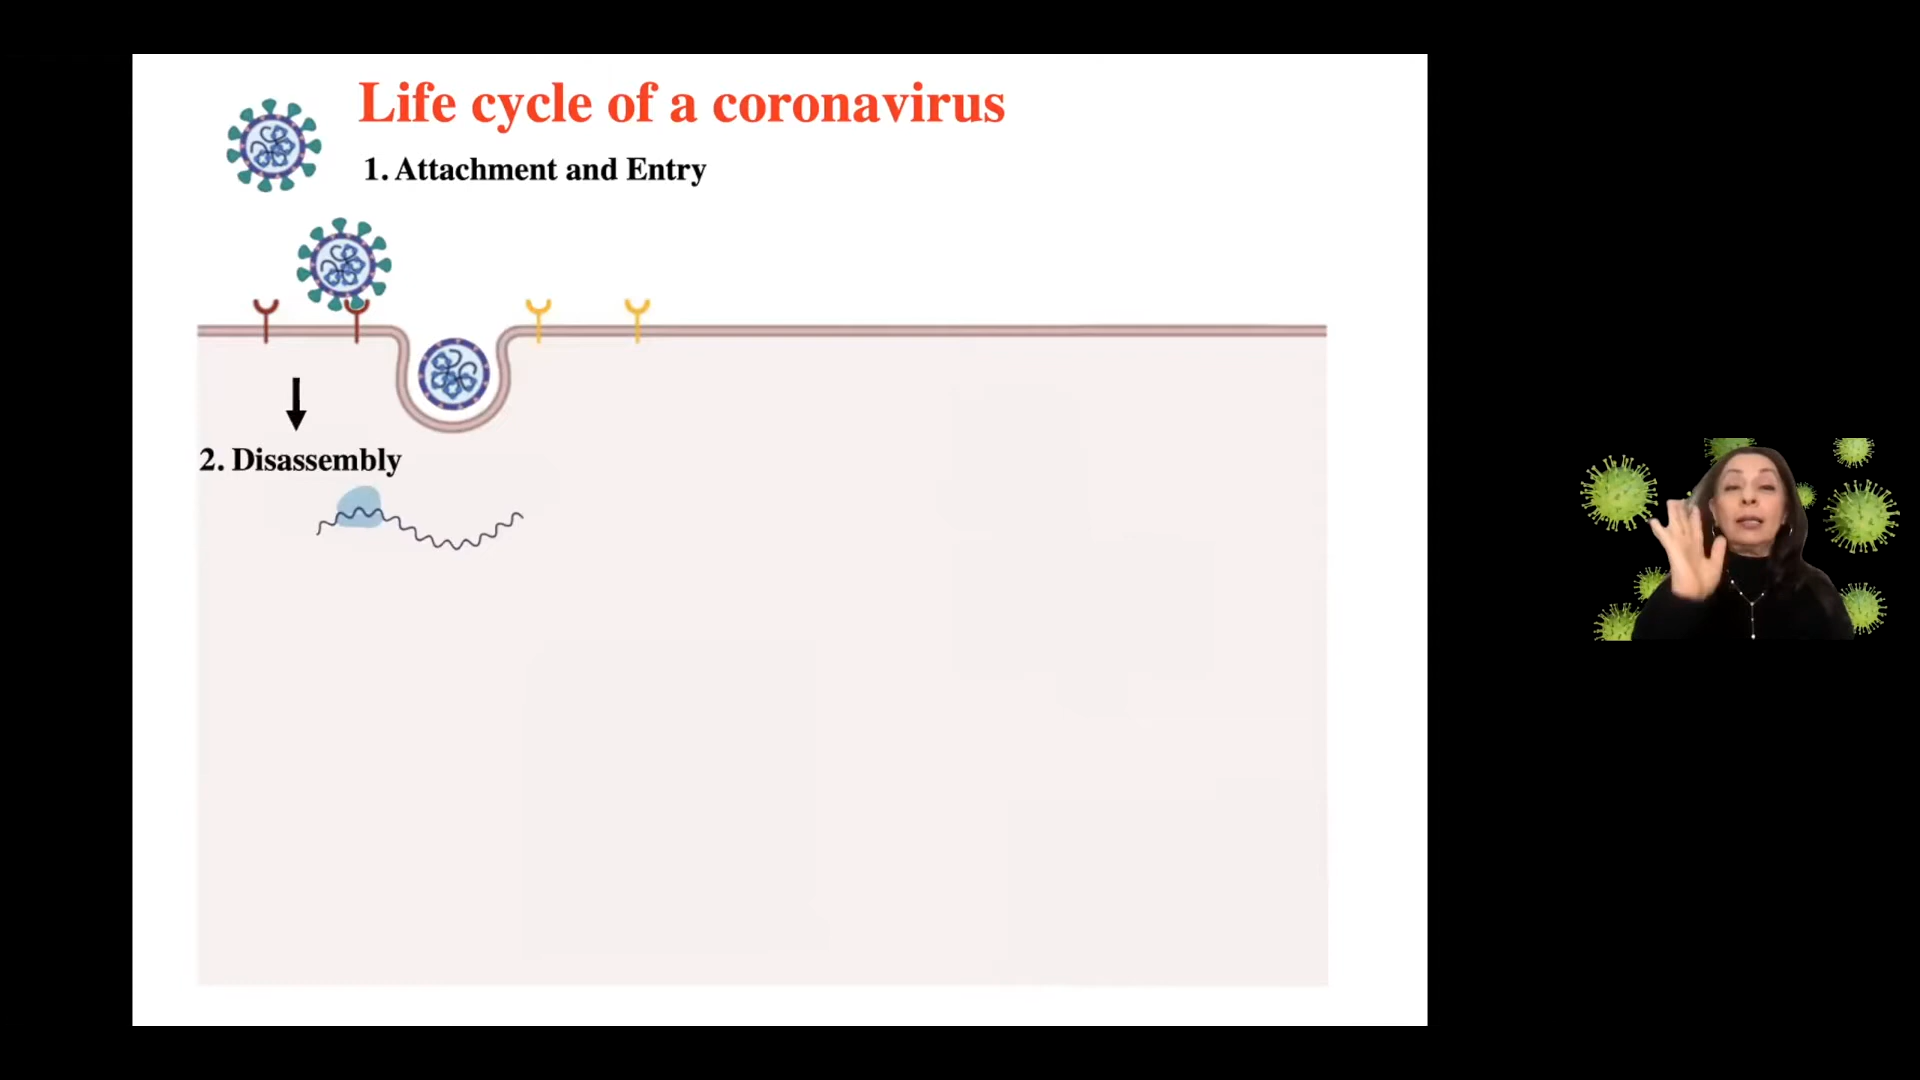 Life cycle of a coronavirus
1. Attachment and Entry
2. Disassembly